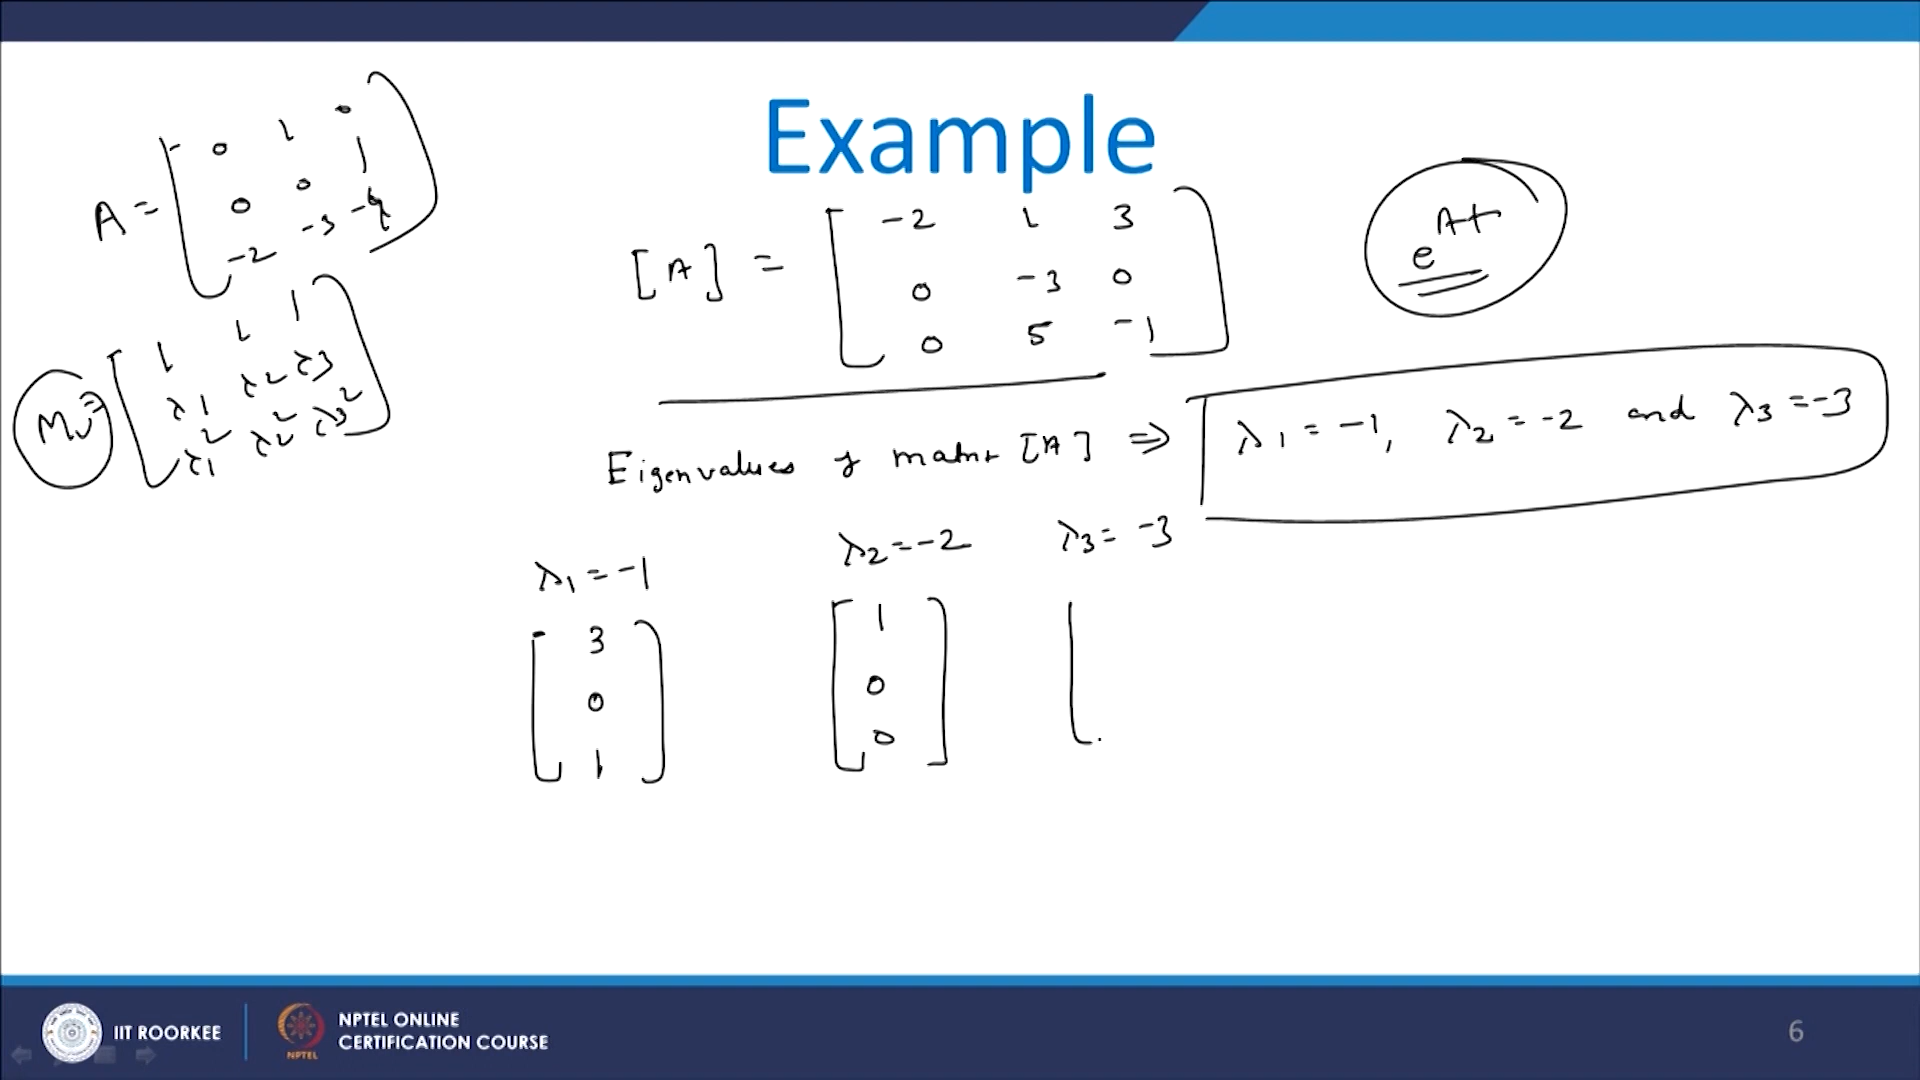 Example
A = [ 0 1 0
0 0 1
-2 -3 -4 ]
Mv = [ 1 1 1
λ1 λ2 λ3
λ1² λ2² λ3² ]
[A] = [ -2 1 3
0 -3 0
0 5 -1 ]
e^At
Eigenvalues of matrix [A] ⇒ λ1 = -1, λ2 = -2 and λ3 = -3
λ1 = -1 λ2 = -2 λ3 = -3
[ 3 0 1 ] [ 1 0 0 ] [
IIT ROORKEE
NPTEL
NPTEL ONLINE
CERTIFICATION COURSE
6